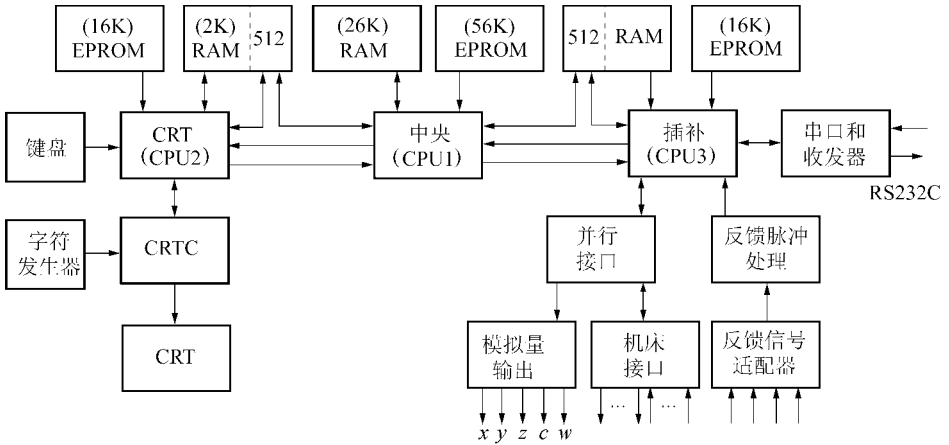 (16K)
EPROM
(2K)
RAM
512
(26K)
RAM
(56K)
EPROM
512
RAM
(16K)
EPROM
键盘
CRT
(CPU2)
中央
(CPU1)
插补
(CPU3)
串口和
收发器
RS232C
字符
发生器
CRTC
并行
接口
反馈脉冲
处理
CRT
模拟量
输出
机床
接口
反馈信号
适配器
x y z c w
... ...